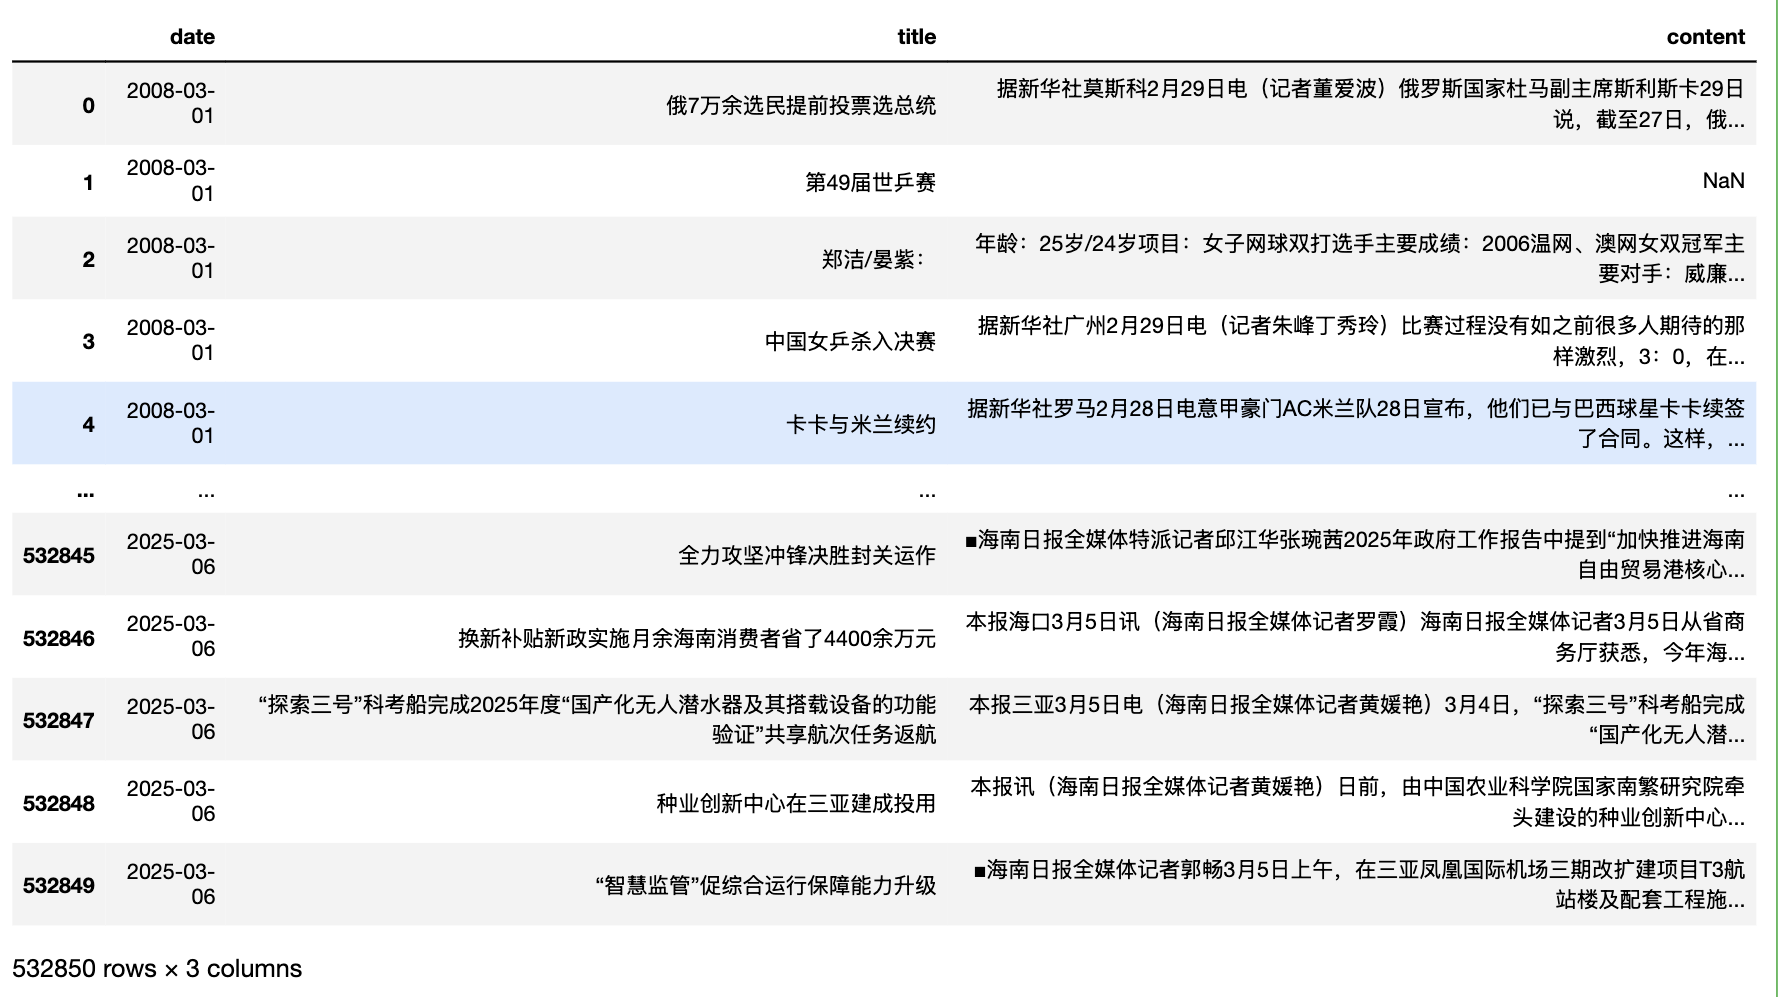 date title content
0 2008-03-01 俄7万余选民提前投票选总统 据新华社莫斯科2月29日电（记者董爱波）俄罗斯国家杜马副主席斯利斯卡29日
说，截至27日，俄...
1 2008-03-01 第49届世乒赛 NaN
2 2008-03-01 郑洁/晏紫： 年龄：25岁/24岁项目：女子网球双打选手主要成绩：2006温网、澳网女双冠军主
要对手：威廉...
3 2008-03-01 中国女乒杀入决赛 据新华社广州2月29日电（记者朱峰丁秀玲）比赛过程没有如之前很多人期待的那
样激烈，3：0，在...
4 2008-03-01 卡卡与米兰续约 据新华社罗马2月28日电意甲豪门AC米兰队28日宣布，他们已与巴西球星卡卡续签
了合同。这样，...
... ... ... ...
532845 2025-03-06 全力攻坚冲锋决胜封关运作 ■海南日报全媒体特派记者邱江华张琬茜2025年政府工作报告中提到“加快推进海南
自由贸易港核心...
532846 2025-03-06 换新补贴新政实施月余海南消费者省了4400余万元 本报海口3月5日讯（海南日报全媒体记者罗霞）海南日报全媒体记者3月5日从省商
务厅获悉，今年海...
532847 2025-03-06 “探索三号”科考船完成2025年度“国产化无人潜水器及其搭载设备的功能
验证”共享航次任务返航 本报三亚3月5日电（海南日报全媒体记者黄媛艳）3月4日，“探索三号”科考船完成
“国产化无人潜...
532848 2025-03-06 种业创新中心在三亚建成投用 本报讯（海南日报全媒体记者黄媛艳）日前，由中国农业科学院国家南繁研究院牵
头建设的种业创新中心...
532849 2025-03-06 “智慧监管”促综合运行保障能力升级 ■海南日报全媒体记者郭畅3月5日上午，在三亚凤凰国际机场三期改扩建项目T3航
站楼及配套工程施...
532850 rows × 3 columns